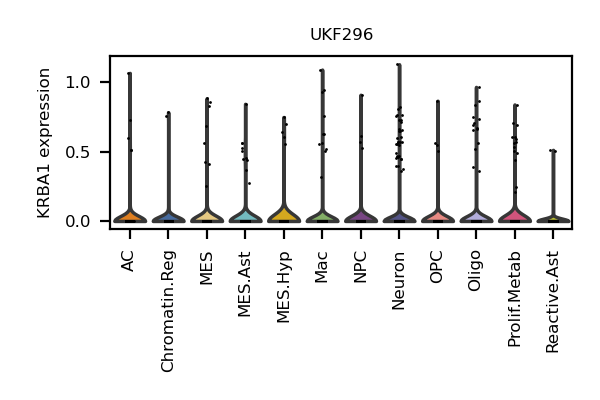 UKF296
KRBA1 expression
1.0
0.5
0.0
AC
Chromatin.Reg
MES
MES.Ast
MES.Hyp
Mac
NPC
Neuron
OPC
Oligo
Prolif.Metab
Reactive.Ast